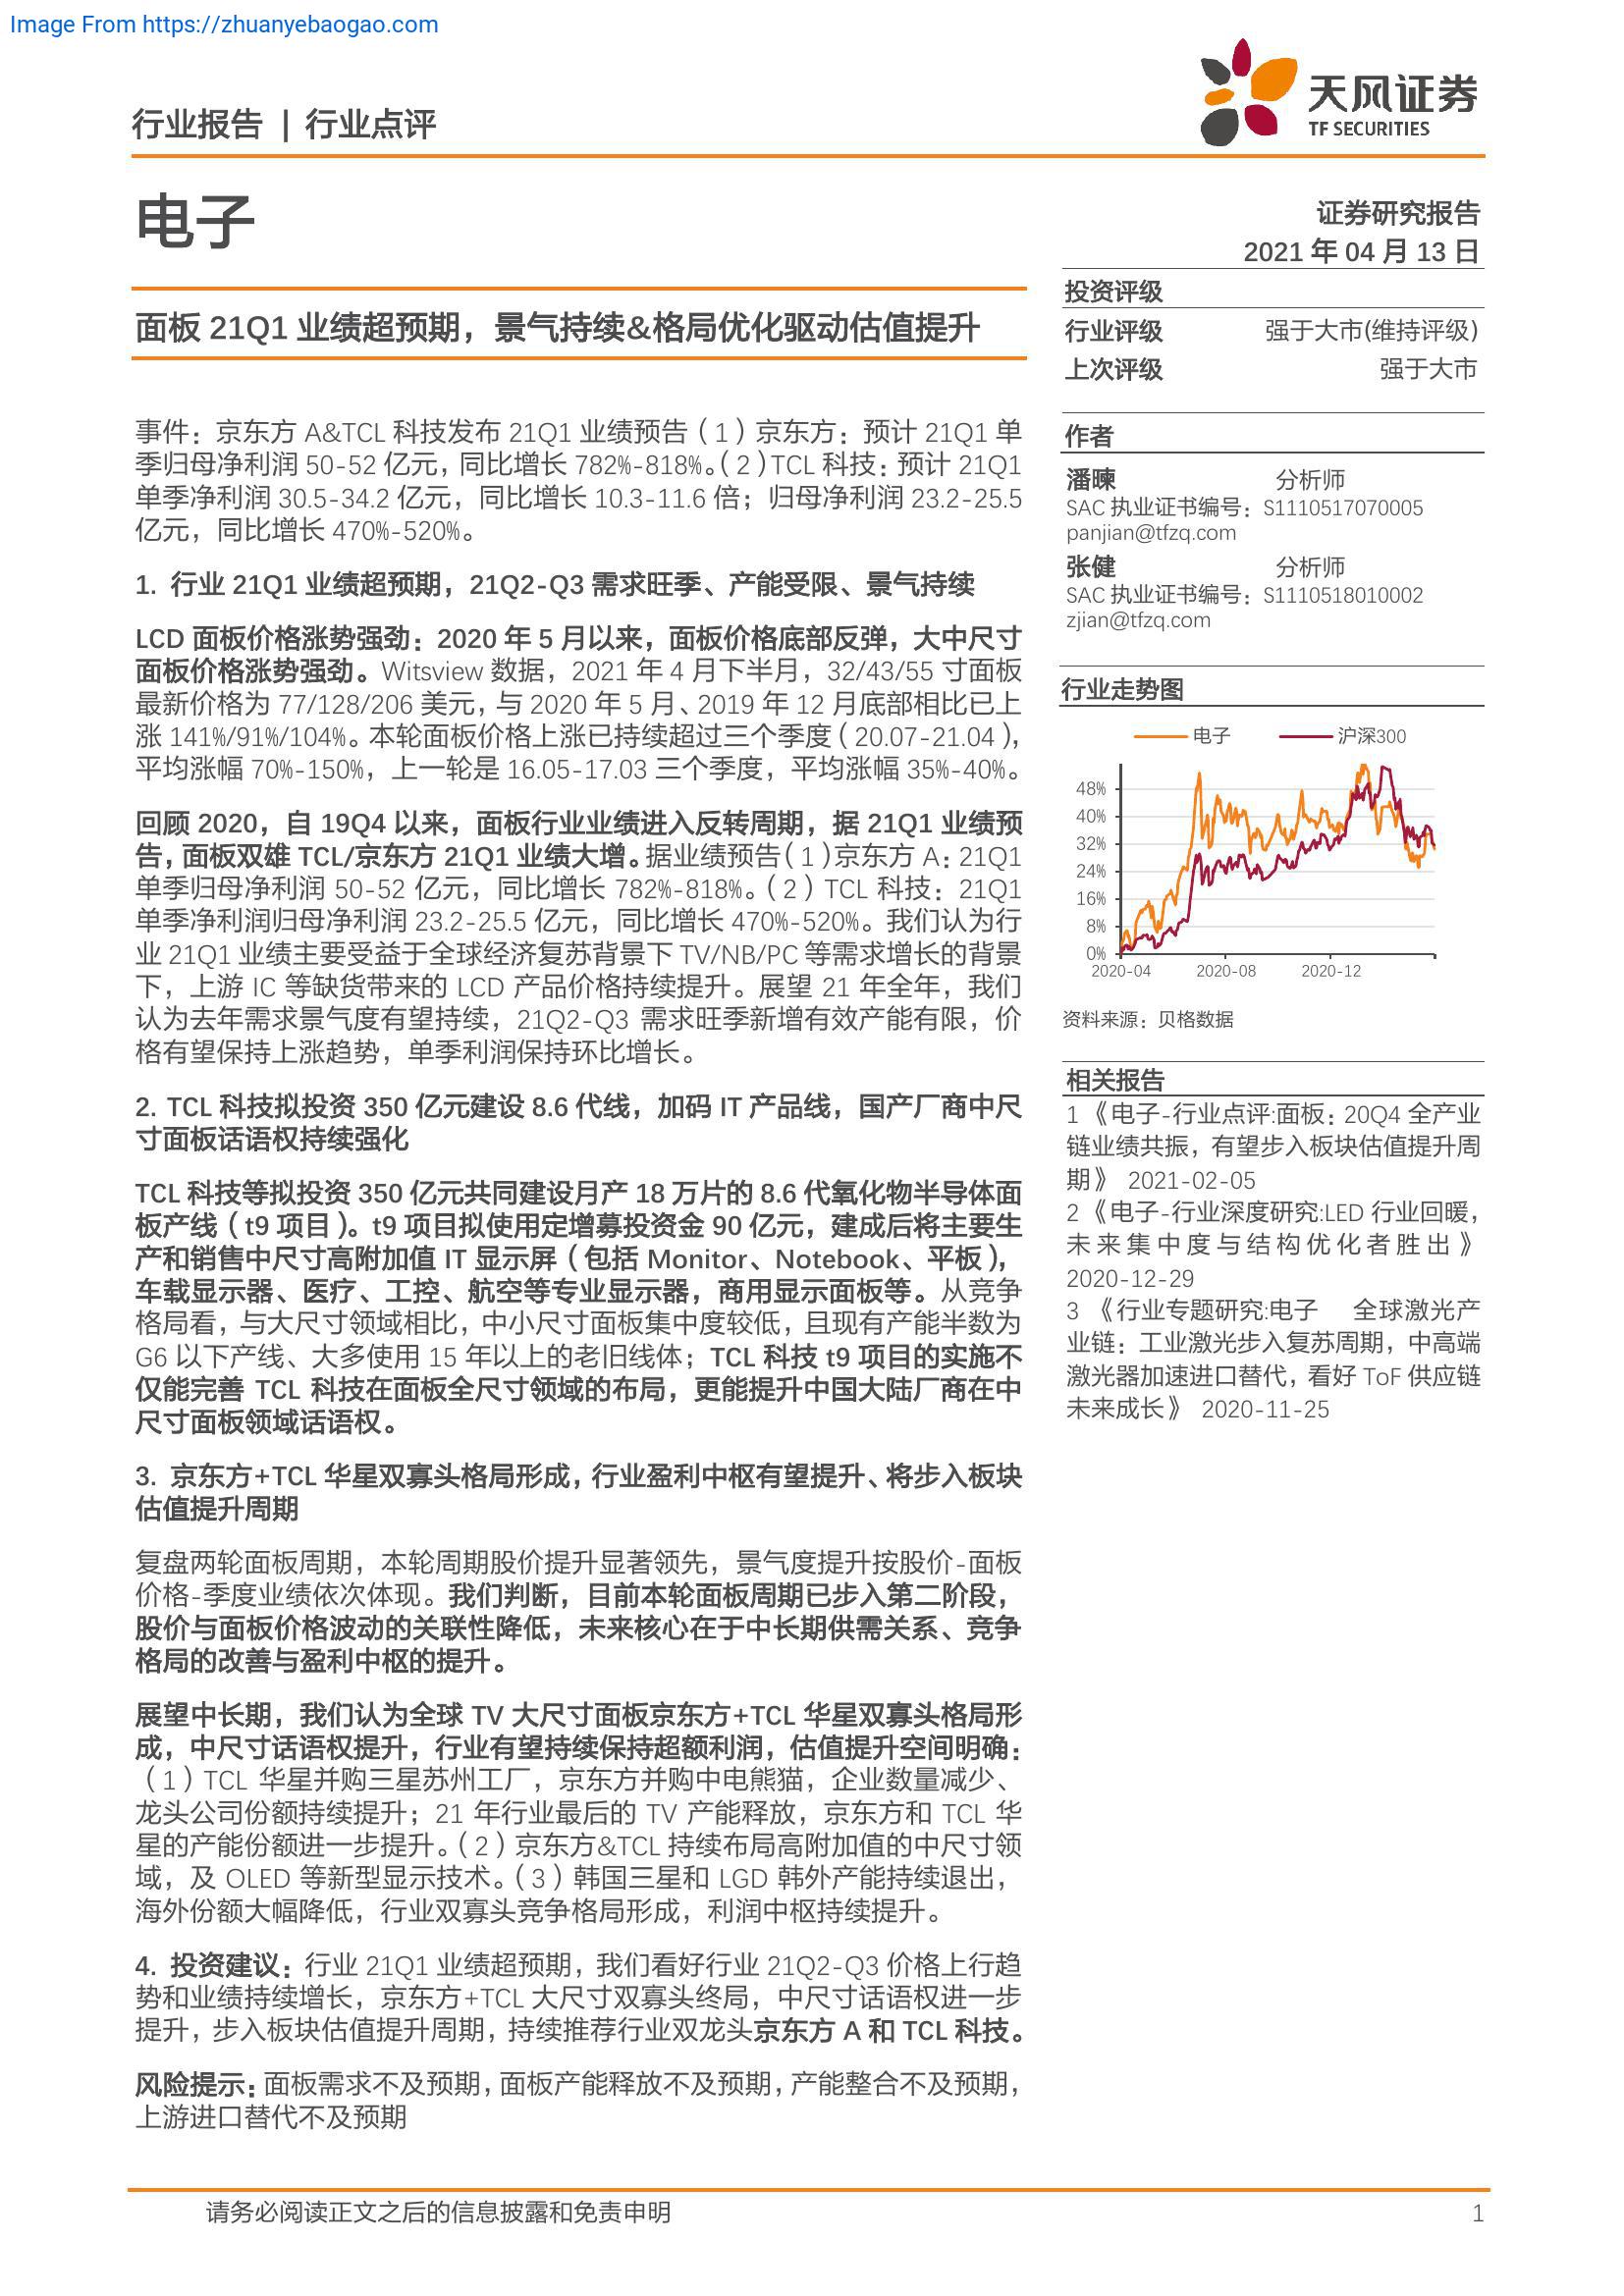 Image From https://zhuanyebaogao.com
天风证券
TF SECURITIES
行业报告 | 行业点评
电子
证券研究报告
2021 年 04 月 13 日
面板 21Q1 业绩超预期，景气持续&格局优化驱动估值提升
事件：京东方 A&TCL 科技发布 21Q1 业绩预告（1）京东方：预计 21Q1 单
季归母净利润 50-52 亿元，同比增长 782%-818%。（2）TCL 科技：预计 21Q1
单季净利润 30.5-34.2 亿元，同比增长 10.3-11.6 倍；归母净利润 23.2-25.5
亿元，同比增长 470%-520%。
1. 行业 21Q1 业绩超预期，21Q2-Q3 需求旺季、产能受限、景气持续
LCD 面板价格涨势强劲：2020 年 5 月以来，面板价格底部反弹，大中尺寸
面板价格涨势强劲。Witsview 数据，2021 年 4 月下半月，32/43/55 寸面板
最新价格为 77/128/206 美元，与 2020 年 5 月、2019 年 12 月底部相比已上
涨 141%/91%/104%。本轮面板价格上涨已持续超过三个季度（20.07-21.04），
平均涨幅 70%-150%，上一轮是 16.05-17.03 三个季度，平均涨幅 35%-40%。
回顾 2020，自 19Q4 以来，面板行业业绩进入反转周期，据 21Q1 业绩预
告，面板双雄 TCL/京东方 21Q1 业绩大增。据业绩预告（1）京东方 A：21Q1
单季归母净利润 50-52 亿元，同比增长 782%-818%。（2）TCL 科技：21Q1
单季净利润归母净利润 23.2-25.5 亿元，同比增长 470%-520%。我们认为行
业 21Q1 业绩主要受益于全球经济复苏背景下 TV/NB/PC 等需求增长的背景
下，上游 IC 等缺货带来的 LCD 产品价格持续提升。展望 21 年全年，我们
认为去年需求景气度有望持续，21Q2-Q3 需求旺季新增有效产能有限，价
格有望保持上涨趋势，单季利润保持环比增长。
2. TCL 科技拟投资 350 亿元建设 8.6 代线，加码 IT 产品线，国产厂商中尺
寸面板话语权持续强化
TCL 科技等拟投资 350 亿元共同建设月产 18 万片的 8.6 代氧化物半导体面
板产线（t9 项目）。t9 项目拟使用定增募投资金 90 亿元，建成后将主要生
产和销售中尺寸高附加值 IT 显示屏（包括 Monitor、Notebook、平板），
车载显示器、医疗、工控、航空等专业显示器，商用显示面板等。从竞争
格局看，与大尺寸领域相比，中小尺寸面板集中度较低，且现有产能半数为
G6 以下产线、大多使用 15 年以上的老旧线体；TCL 科技 t9 项目的实施不
仅能完善 TCL 科技在面板全尺寸领域的布局，更能提升中国大陆厂商在中
尺寸面板领域话语权。
3. 京东方+TCL 华星双寡头格局形成，行业盈利中枢有望提升、将步入板块
估值提升周期
复盘两轮面板周期，本轮周期股价提升显著领先，景气度提升按股价-面板
价格-季度业绩依次体现。我们判断，目前本轮面板周期已步入第二阶段，
股价与面板价格波动的关联性降低，未来核心在于中长期供需关系、竞争
格局的改善与盈利中枢的提升。
展望中长期，我们认为全球 TV 大尺寸面板京东方+TCL 华星双寡头格局形
成，中尺寸话语权提升，行业有望持续保持超额利润，估值提升空间明确：
（1）TCL 华星并购三星苏州工厂，京东方并购中电熊猫，企业数量减少、
龙头公司份额持续提升；21 年行业最后的 TV 产能释放，京东方和 TCL 华
星的产能份额进一步提升。（2）京东方&TCL 持续布局高附加值的中尺寸领
域，及 OLED 等新型显示技术。（3）韩国三星和 LGD 韩外产能持续退出，
海外份额大幅降低，行业双寡头竞争格局形成，利润中枢持续提升。
4. 投资建议：行业 21Q1 业绩超预期，我们看好行业 21Q2-Q3 价格上行趋
势和业绩持续增长，京东方+TCL 大尺寸双寡头终局，中尺寸话语权进一步
提升，步入板块估值提升周期，持续推荐行业双龙头京东方 A 和 TCL 科技。
风险提示：面板需求不及预期，面板产能释放不及预期，产能整合不及预期，
上游进口替代不及预期
投资评级
行业评级 强于大市(维持评级)
上次评级 强于大市
作者
潘暕 分析师
SAC 执业证书编号：S1110517070005
panjian@tfzq.com
张健 分析师
SAC 执业证书编号：S1110518010002
zjian@tfzq.com
行业走势图
电子 沪深300
48%
40%
32%
24%
16%
8%
0%
2020-04 2020-08 2020-12
资料来源：贝格数据
相关报告
1 《电子-行业点评:面板：20Q4 全产业
链业绩共振，有望步入板块估值提升周
期》 2021-02-05
2 《电子-行业深度研究:LED 行业回暖，
未来集中度与结构优化者胜出》
2020-12-29
3 《行业专题研究:电子 全球激光产
业链：工业激光步入复苏周期，中高端
激光器加速进口替代，看好 ToF 供应链
未来成长》 2020-11-25
请务必阅读正文之后的信息披露和免责申明 1